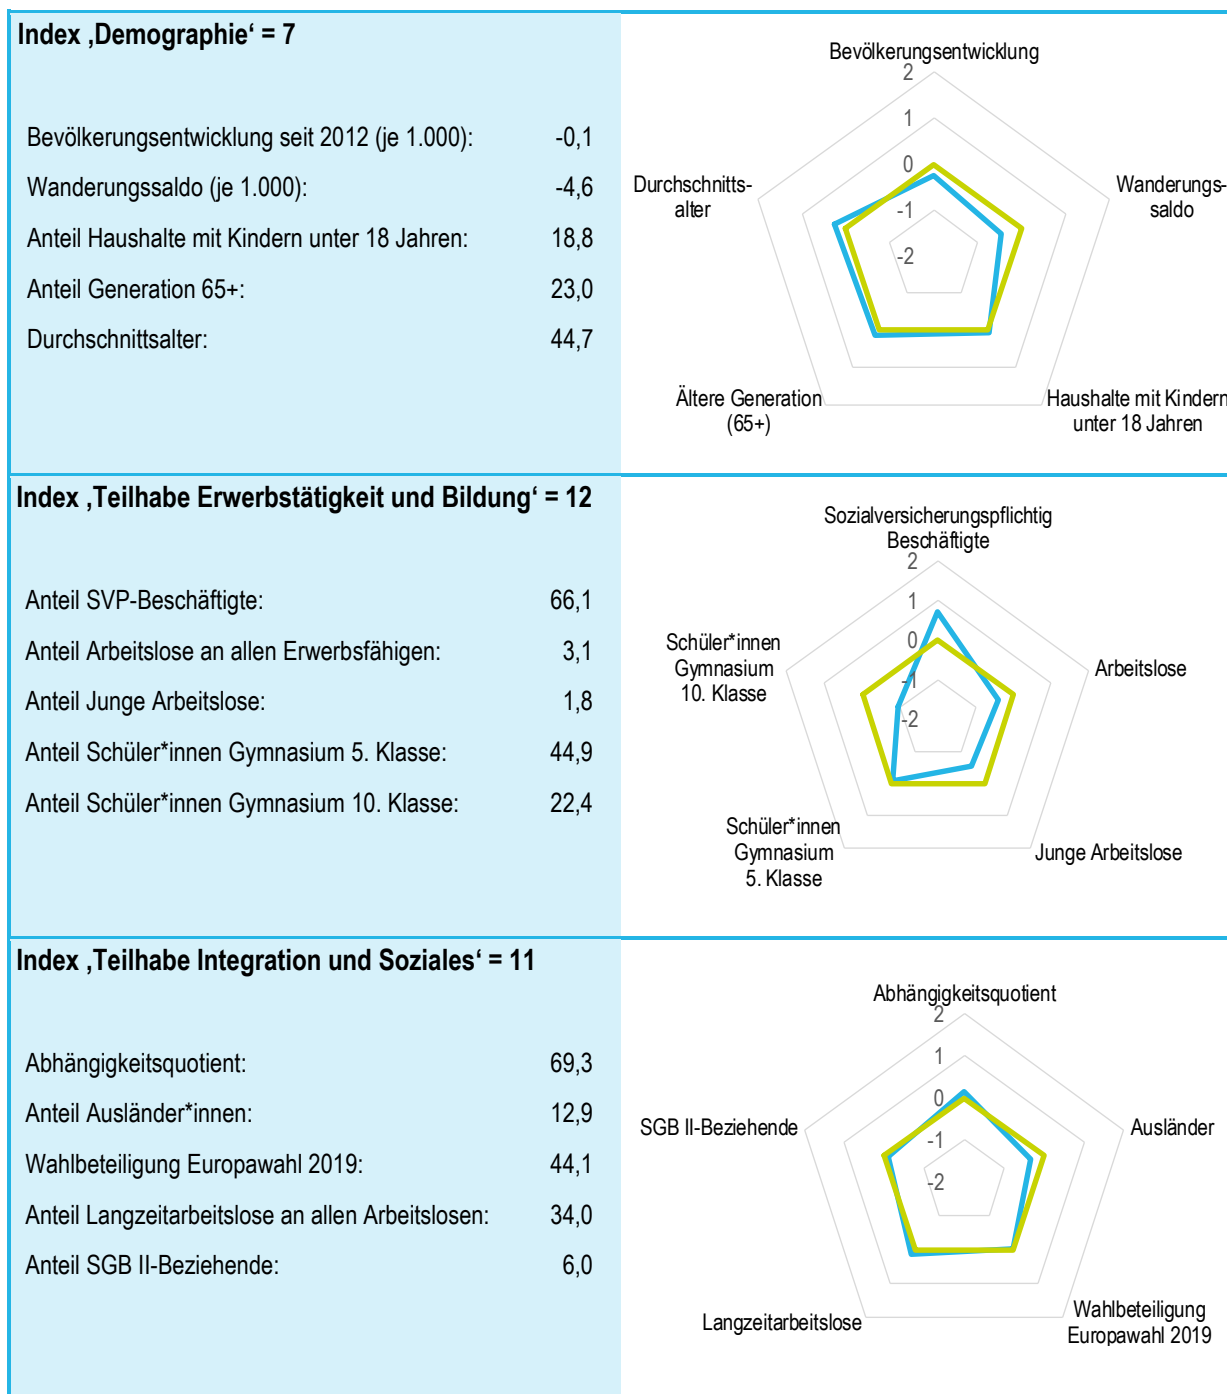 Index ‚Demographie‘ = 7
Bevölkerungsentwicklung seit 2012 (je 1.000): -0,1
Wanderungssaldo (je 1.000): -4,6
Anteil Haushalte mit Kindern unter 18 Jahren: 18,8
Anteil Generation 65+: 23,0
Durchschnittsalter: 44,7
Bevölkerungsentwicklung
2
1
0
-1
-2
Durchschnitts-
alter
Wanderungs-
saldo
Ältere Generation
(65+)
Haushalte mit Kindern
unter 18 Jahren
Index ‚Teilhabe Erwerbstätigkeit und Bildung‘ = 12
Anteil SVP-Beschäftigte: 66,1
Anteil Arbeitslose an allen Erwerbsfähigen: 3,1
Anteil Junge Arbeitslose: 1,8
Anteil Schüler*innen Gymnasium 5. Klasse: 44,9
Anteil Schüler*innen Gymnasium 10. Klasse: 22,4
Sozialversicherungspflichtig
Beschäftigte
2
1
0
-1
-2
Schüler*innen
Gymnasium
10. Klasse
Arbeitslose
Schüler*innen
Gymnasium
5. Klasse
Junge Arbeitslose
Index ‚Teilhabe Integration und Soziales‘ = 11
Abhängigkeitsquotient: 69,3
Anteil Ausländer*innen: 12,9
Wahlbeteiligung Europawahl 2019: 44,1
Anteil Langzeitarbeitslose an allen Arbeitslosen: 34,0
Anteil SGB II-Beziehende: 6,0
Abhängigkeitsquotient
2
1
0
-1
-2
SGB II-Beziehende
Ausländer
Langzeitarbeitslose
Wahlbeteiligung
Europawahl 2019